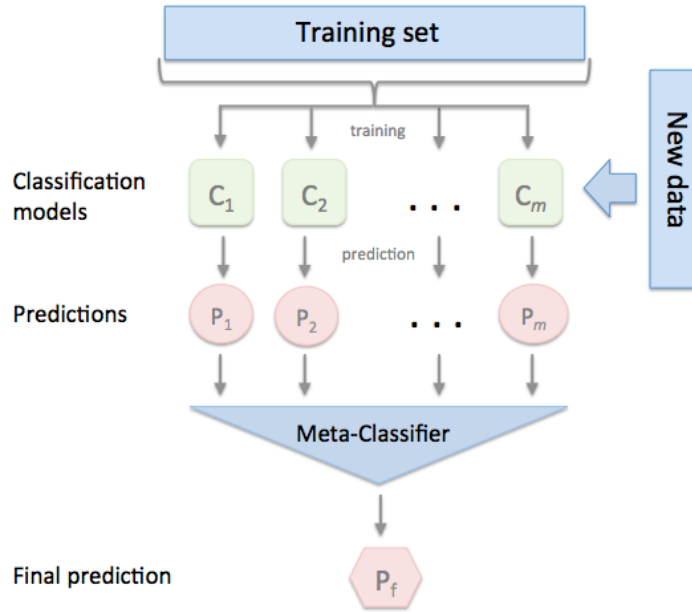 Training set
training
New data
Classification
models
C1 C2 . . . Cm
prediction
Predictions
P1 P2 . . . Pm
Meta-Classifier
Final prediction
Pf